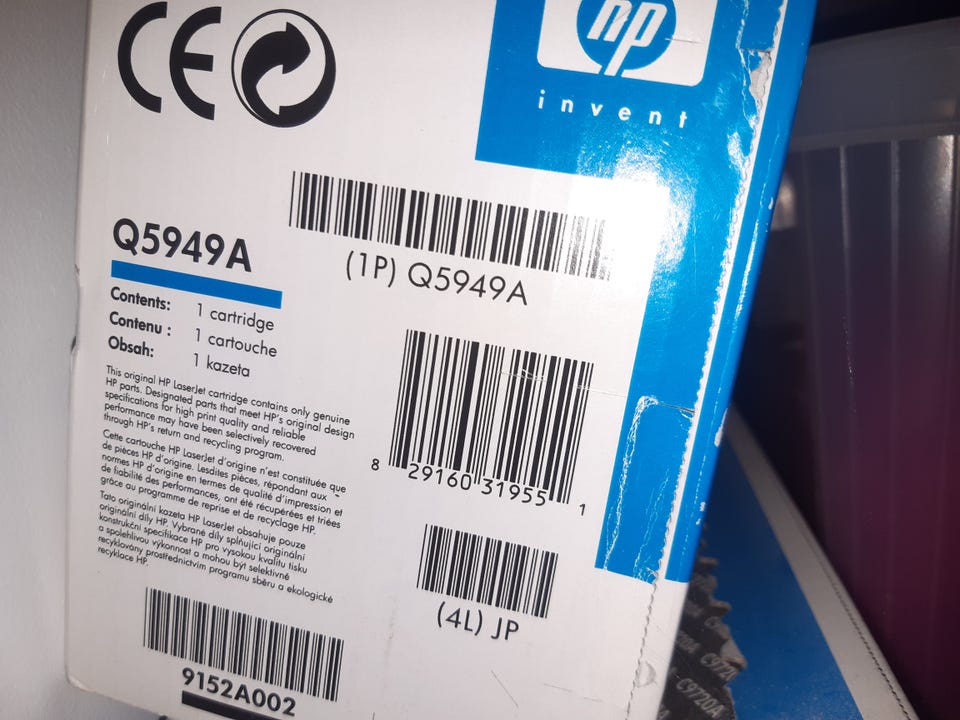 CE
hp
invent
Q5949A
(1P) Q5949A
Contents: 1 cartridge
Contenu : 1 cartouche
Obsah: 1 kazeta
This original HP LaserJet cartridge contains only genuine
HP parts. Designated parts that meet HP's original design
specifications for high print quality and reliable
performance may have been selectively recovered
through HP's return and recycling program.
Cette cartouche HP LaserJet d'origine n'est constituée que
de pièces HP d'origine. Lesdites pièces, répondant aux
normes HP d'origine en termes de qualité d'impression et
de fiabilité des performances, ont été récupérées et triées
grâce au programme de reprise et de recyclage HP.
Tato originální kazeta HP LaserJet obsahuje pouze
originální díly HP. Vybrané díly splňující originální
konstrukční specifikace HP pro vysokou kvalitu tisku
a spolehlivou výkonnost a mohou být selektivně
recyklovány prostřednictvím programu sběru a ekologické
recyklace HP.
8 29160 31955 1
(4L) JP
9152A002
C9720A
C9720A